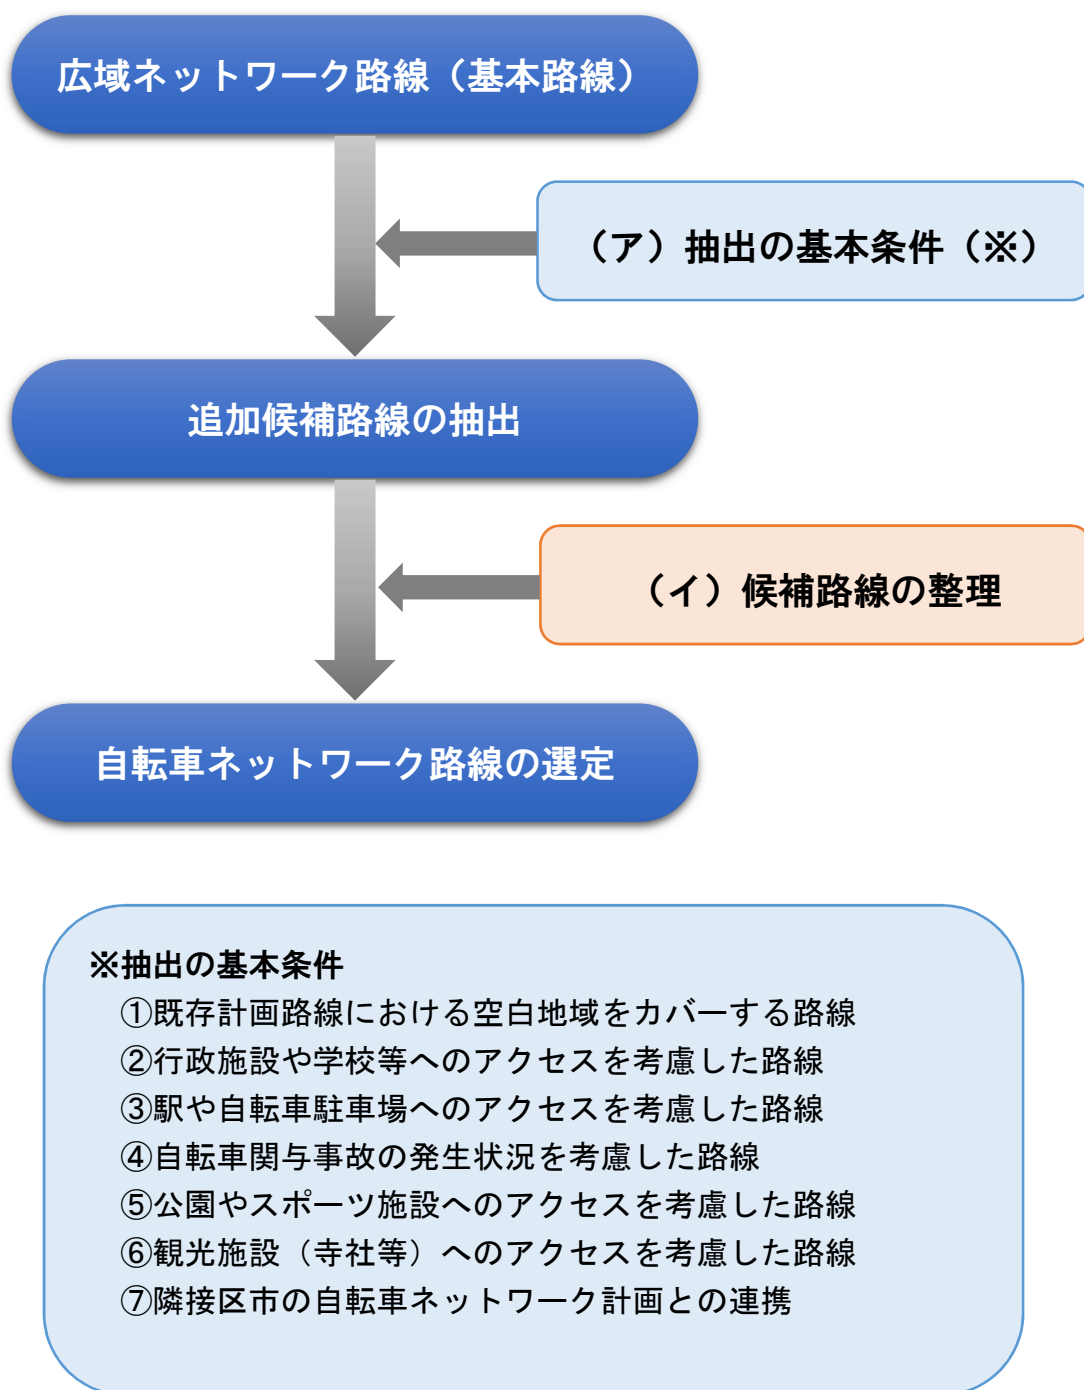 広域ネットワーク路線（基本路線）
（ア）抽出の基本条件（※）
追加候補路線の抽出
（イ）候補路線の整理
自転車ネットワーク路線の選定
※抽出の基本条件
①既存計画路線における空白地域をカバーする路線
②行政施設や学校等へのアクセスを考慮した路線
③駅や自転車駐車場へのアクセスを考慮した路線
④自転車関与事故の発生状況を考慮した路線
⑤公園やスポーツ施設へのアクセスを考慮した路線
⑥観光施設（寺社等）へのアクセスを考慮した路線
⑦隣接区市の自転車ネットワーク計画との連携